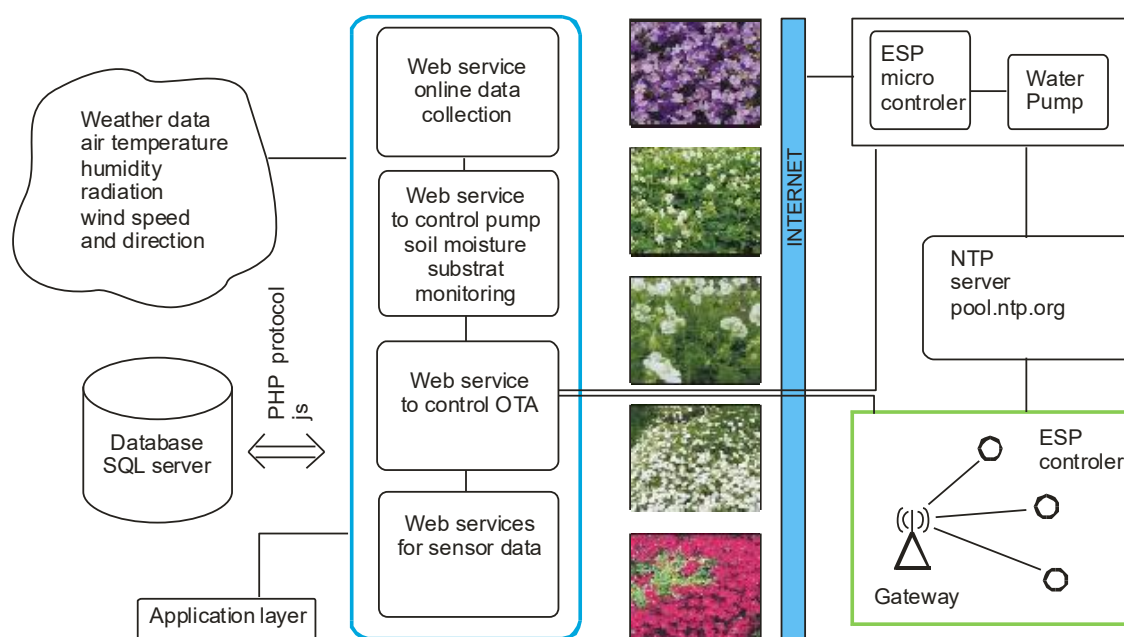 Weather data
air temperature
humidity
radiation
wind speed
and direction
PHP protocol
js
Database
SQL server
Application layer
Web service
online data
collection
Web service
to control pump
soil moisture
substrat
monitoring
Web service
to control OTA
Web services
for sensor data
INTERNET
ESP
micro
controler
Water
Pump
NTP
server
pool.ntp.org
ESP
controler
Gateway